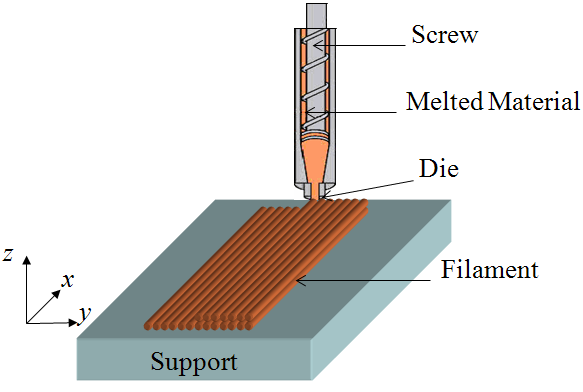 Screw
Melted Material
Die
z
x
Filament
y
Support